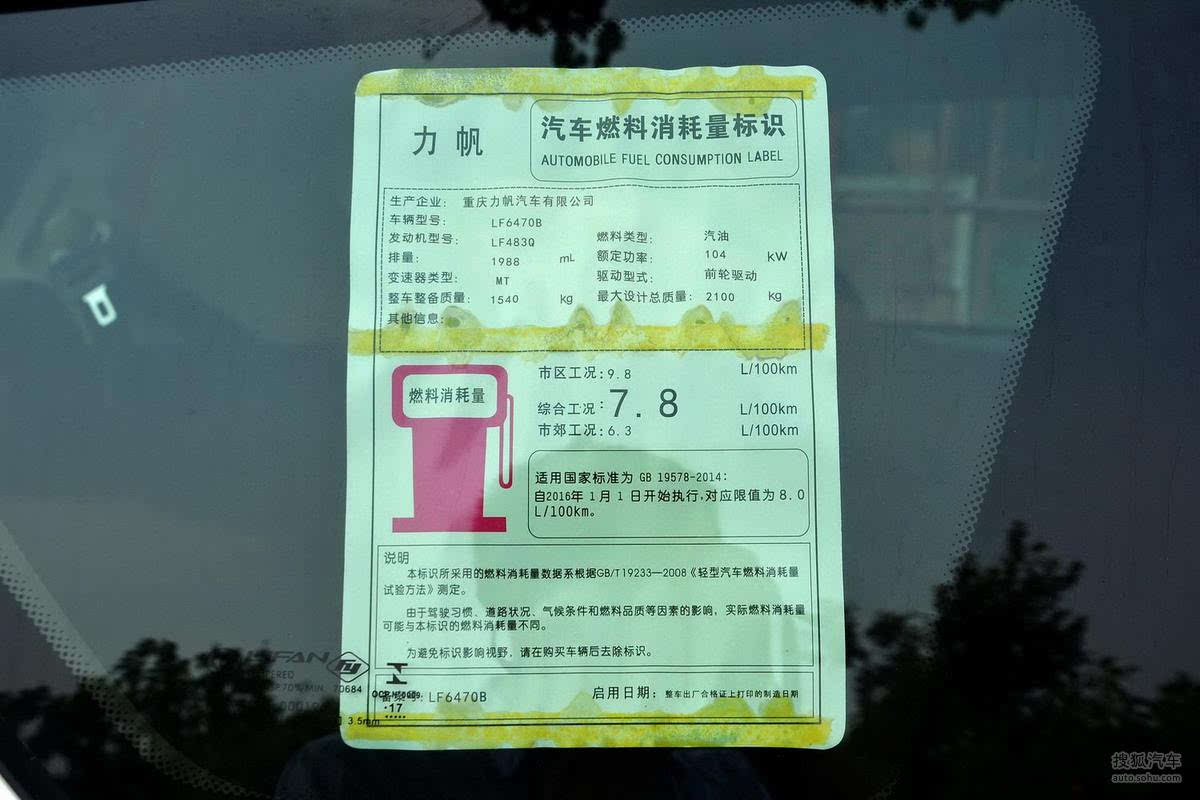 力帆
汽车燃料消耗量标识
AUTOMOBILE FUEL CONSUMPTION LABEL
生产企业: 重庆力帆汽车有限公司
车辆型号: LF6470B
发动机型号: LF483Q 燃料类型: 汽油
排量: 1988 mL 额定功率: 104 kW
变速器类型: MT 驱动型式: 前轮驱动
整车整备质量: 1540 kg 最大设计总质量: 2100 kg
其他信息:
燃料消耗量
市区工况: 9.8 L/100km
综合工况: 7.8 L/100km
市郊工况: 6.3 L/100km
适用国家标准为 GB 19578-2014:
自2016年 1 月 1 日开始执行,对应限值为 8.0
L/100km。
说明
本标识所采用的燃料消耗量数据系根据GB/T19233—2008《轻型汽车燃料消耗量
试验方法》测定。
由于驾驶习惯、道路状况、气候条件和燃料品质等因素的影响,实际燃料消耗量
可能与本标识的燃料消耗量不同。
为避免标识影响视野,请在购买车辆后去除标识。
LF6470B 启用日期: 整车出厂合格证上打印的制造日期
70%MIN. 70684
·17
3.5mm
搜狐汽车
auto.sohu.com